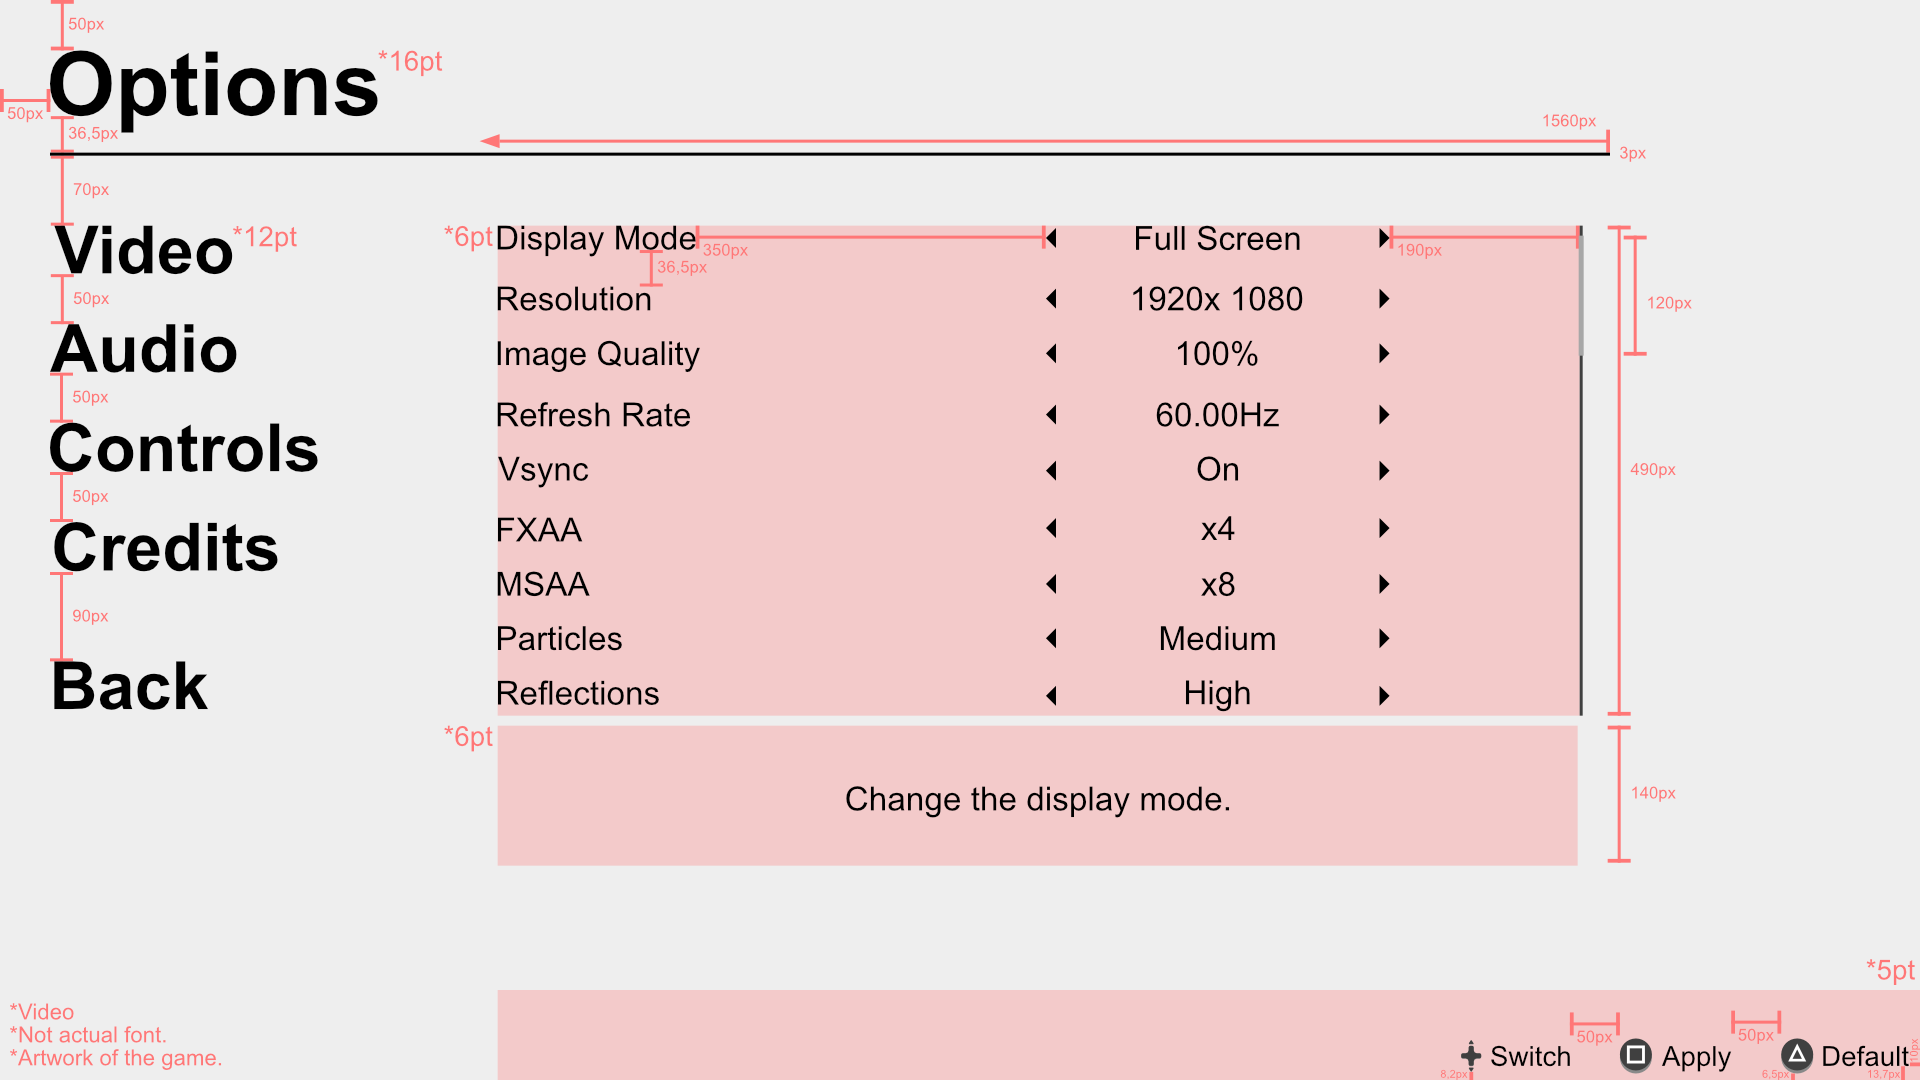 50px
Options *16pt
50px
36,5px
1560px
3px
70px
Video *12pt
*6pt Display Mode 350px Full Screen 190px
36,5px
50px
Resolution 1920x 1080
120px
Audio
Image Quality 100%
50px
Refresh Rate 60.00Hz
Controls
Vsync On
490px
50px
Credits
FXAA x4
MSAA x8
90px
Particles Medium
Back
Reflections High
*6pt
Change the display mode.
140px
*5pt
*Video
*Not actual font.
*Artwork of the game.
50px 50px
Switch Apply Default
10px
8,2px 6,5px 13,7px